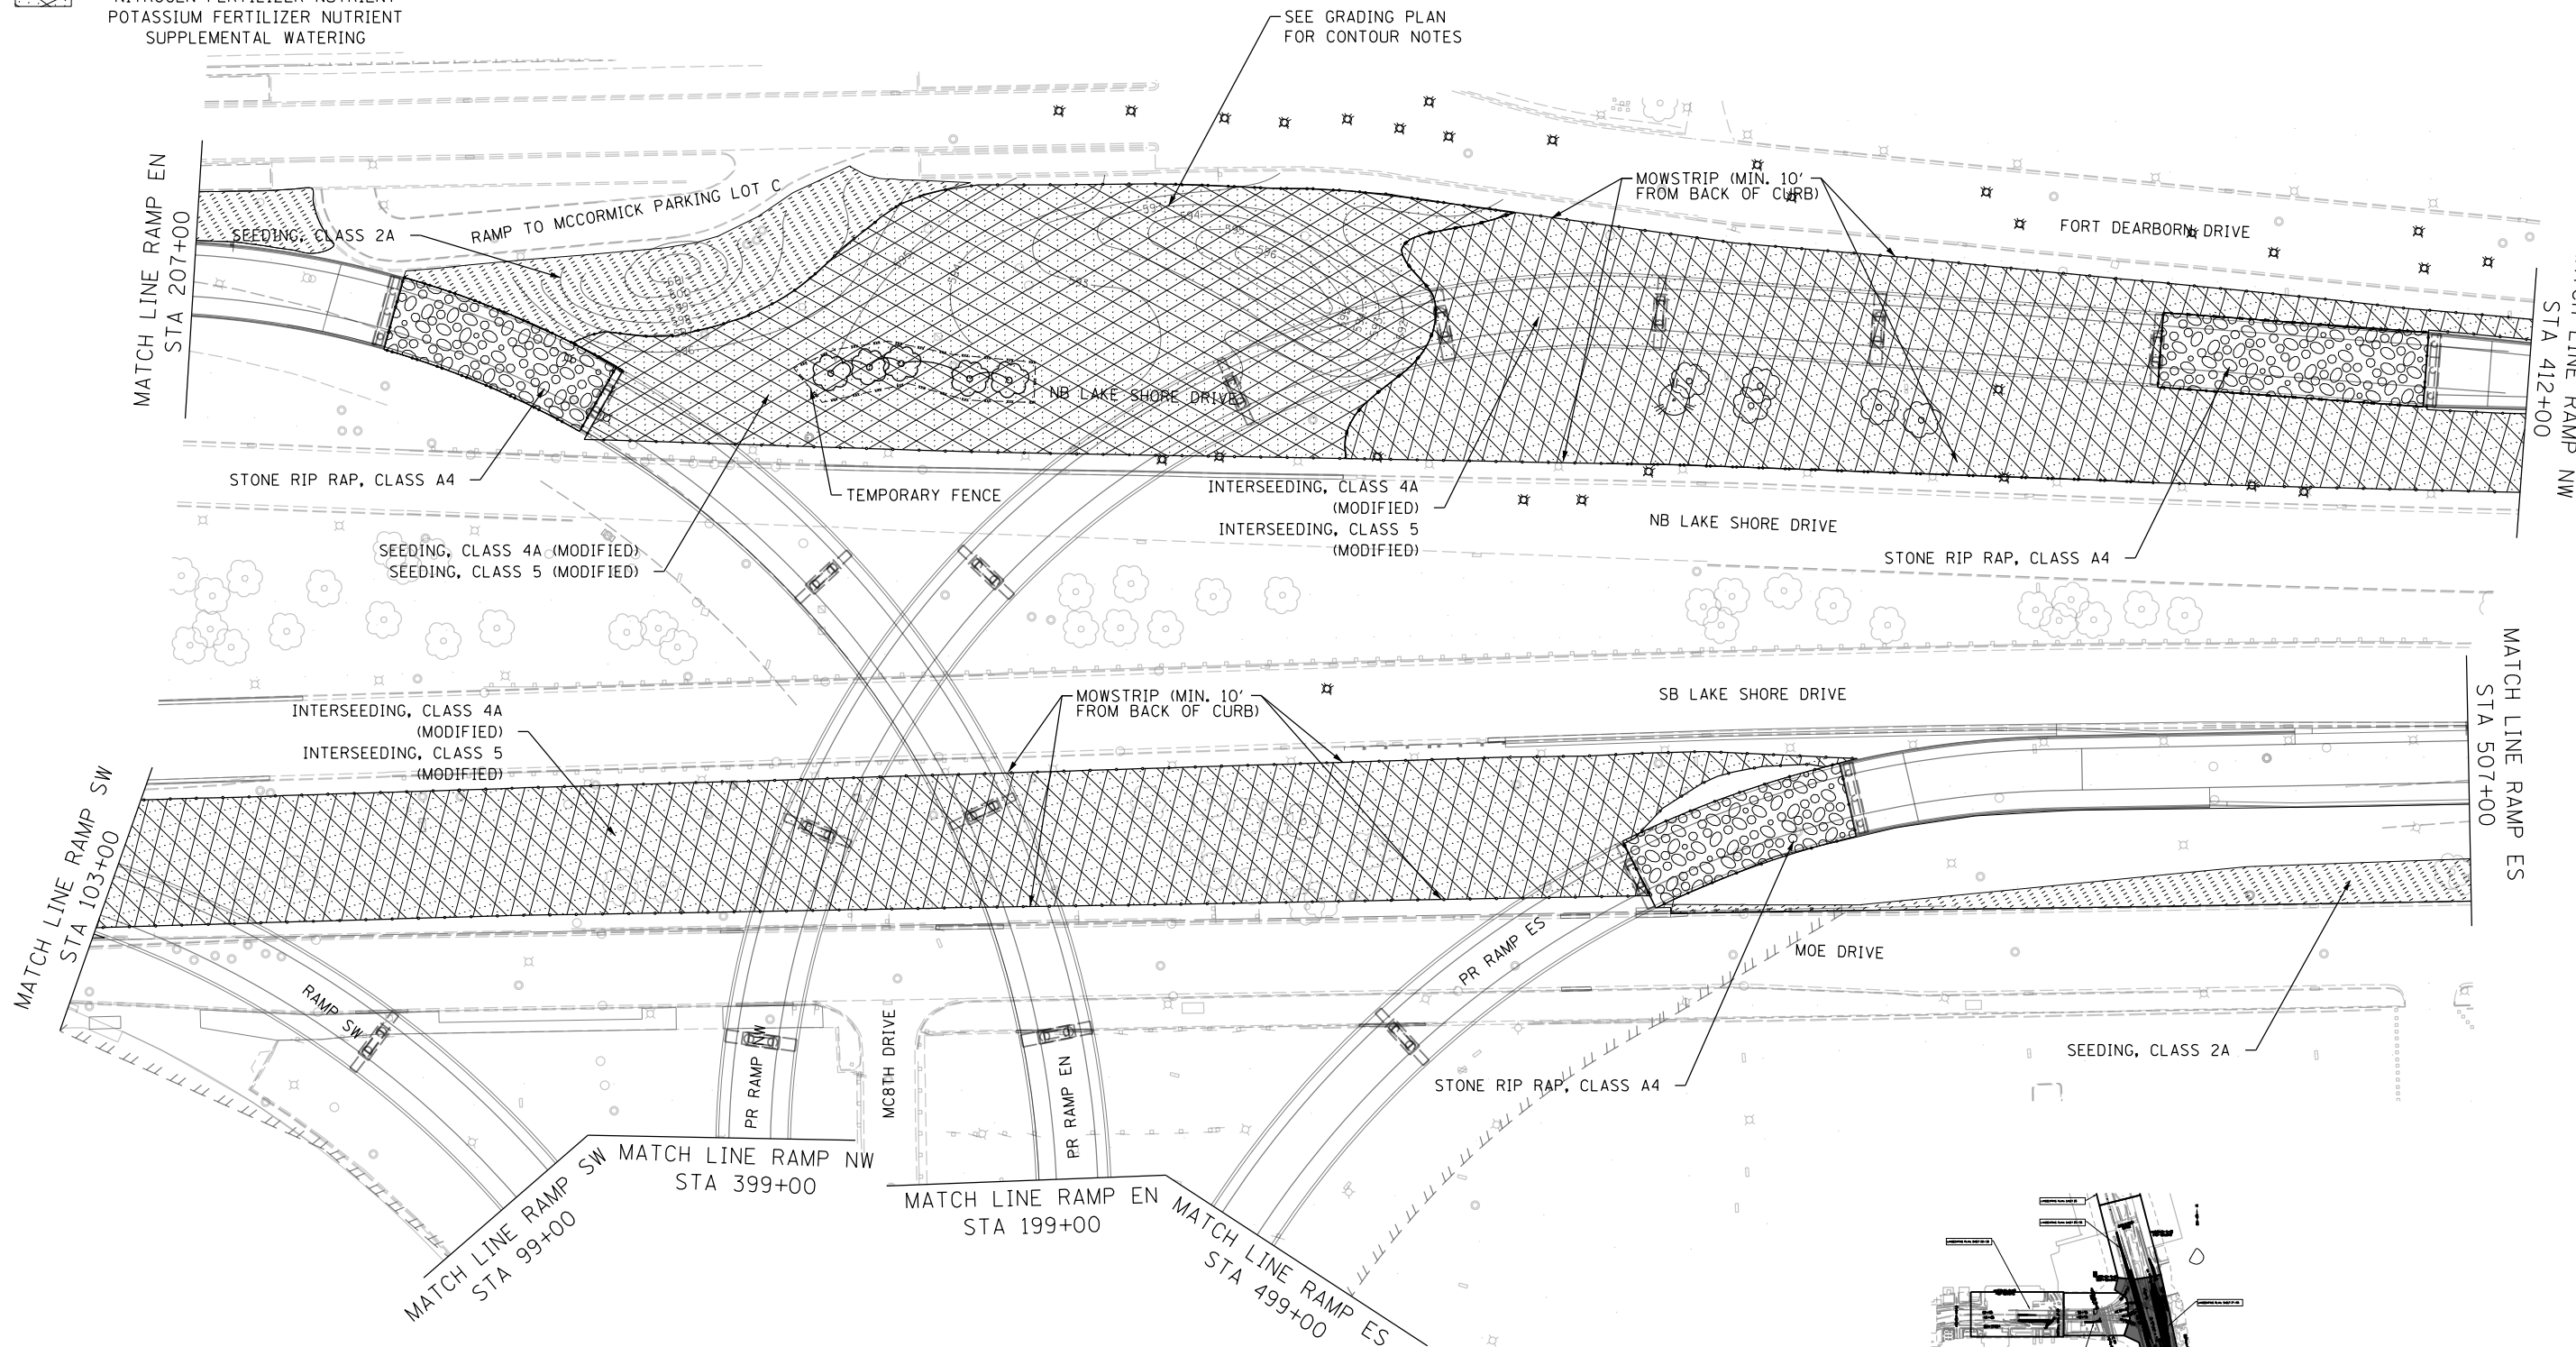 POTASSIUM FERTILIZER NUTRIENT
SUPPLEMENTAL WATERING
SEE GRADING PLAN
FOR CONTOUR NOTES
MATCH LINE RAMP EN
STA 207+00
RAMP TO MCCORMICK PARKING LOT C
SEEDING, CLASS 2A
MOWSTRIP (MIN. 10'
FROM BACK OF CURB)
FORT DEARBORN DRIVE
594
595
596
MATCH LINE RAMP NW
STA 412+00
NB LAKE SHORE DRIVE
STONE RIP RAP, CLASS A4
TEMPORARY FENCE
INTERSEEDING, CLASS 4A
(MODIFIED)
INTERSEEDING, CLASS 5
(MODIFIED)
NB LAKE SHORE DRIVE
STONE RIP RAP, CLASS A4
SEEDING, CLASS 4A (MODIFIED)
SEEDING, CLASS 5 (MODIFIED)
MATCH LINE RAMP ES
STA 507+00
SB LAKE SHORE DRIVE
INTERSEEDING, CLASS 4A
(MODIFIED)
INTERSEEDING, CLASS 5
(MODIFIED)
MOWSTRIP (MIN. 10'
FROM BACK OF CURB)
MATCH LINE RAMP SW
STA 103+00
RAMP SW
PR RAMP NW
MC8TH DRIVE
PR RAMP EN
PR RAMP ES
MOE DRIVE
SEEDING, CLASS 2A
STONE RIP RAP, CLASS A4
MATCH LINE RAMP SW
STA 99+00
MATCH LINE RAMP NW
STA 399+00
MATCH LINE RAMP EN
STA 199+00
MATCH LINE RAMP ES
STA 499+00